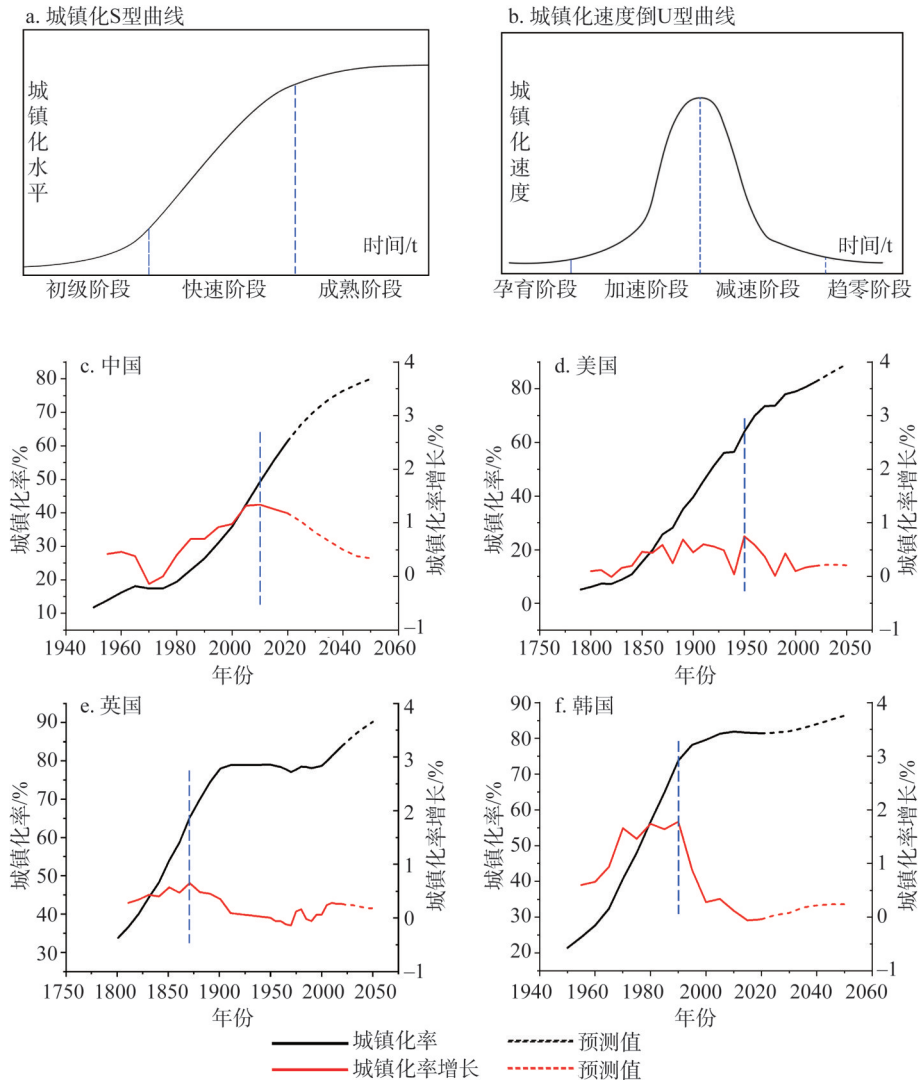 a. 城镇化S型曲线
城镇化水平
时间/t
初级阶段 快速阶段 成熟阶段
b. 城镇化速度倒U型曲线
城镇化速度
时间/t
孕育阶段 加速阶段 减速阶段 趋零阶段
c. 中国
城镇化率/%
80
70
60
50
40
30
20
10
4
3
2
1
0
−1
城镇化率增长/%
1940 1960 1980 2000 2020 2040 2060
年份
d. 美国
城镇化率/%
80
60
40
20
0
4
3
2
1
0
−1
城镇化率增长/%
1750 1800 1850 1900 1950 2000 2050
年份
e. 英国
城镇化率/%
90
80
70
60
50
40
30
4
3
2
1
0
−1
城镇化率增长/%
1750 1800 1850 1900 1950 2000 2050
年份
f. 韩国
城镇化率/%
90
80
70
60
50
40
30
20
4
3
2
1
0
−1
城镇化率增长/%
1940 1960 1980 2000 2020 2040 2060
年份
城镇化率 预测值
城镇化率增长 预测值